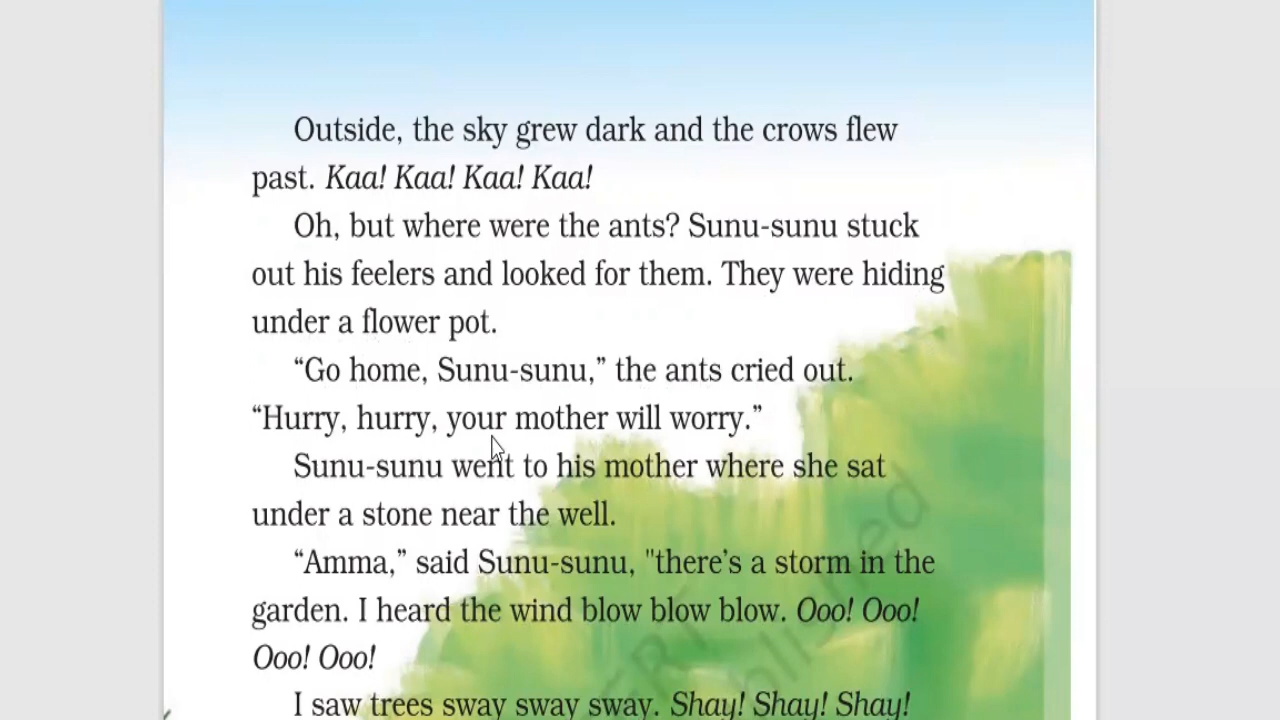 Outside, the sky grew dark and the crows flew
past. Kaa! Kaa! Kaa! Kaa!
Oh, but where were the ants? Sunu-sunu stuck
out his feelers and looked for them. They were hiding
under a flower pot.
“Go home, Sunu-sunu,” the ants cried out.
“Hurry, hurry, your mother will worry.”
Sunu-sunu went to his mother where she sat
under a stone near the well.
“Amma,” said Sunu-sunu, "there’s a storm in the
garden. I heard the wind blow blow blow. Ooo! Ooo!
Ooo! Ooo!
I saw trees sway sway sway. Shay! Shay! Shay!